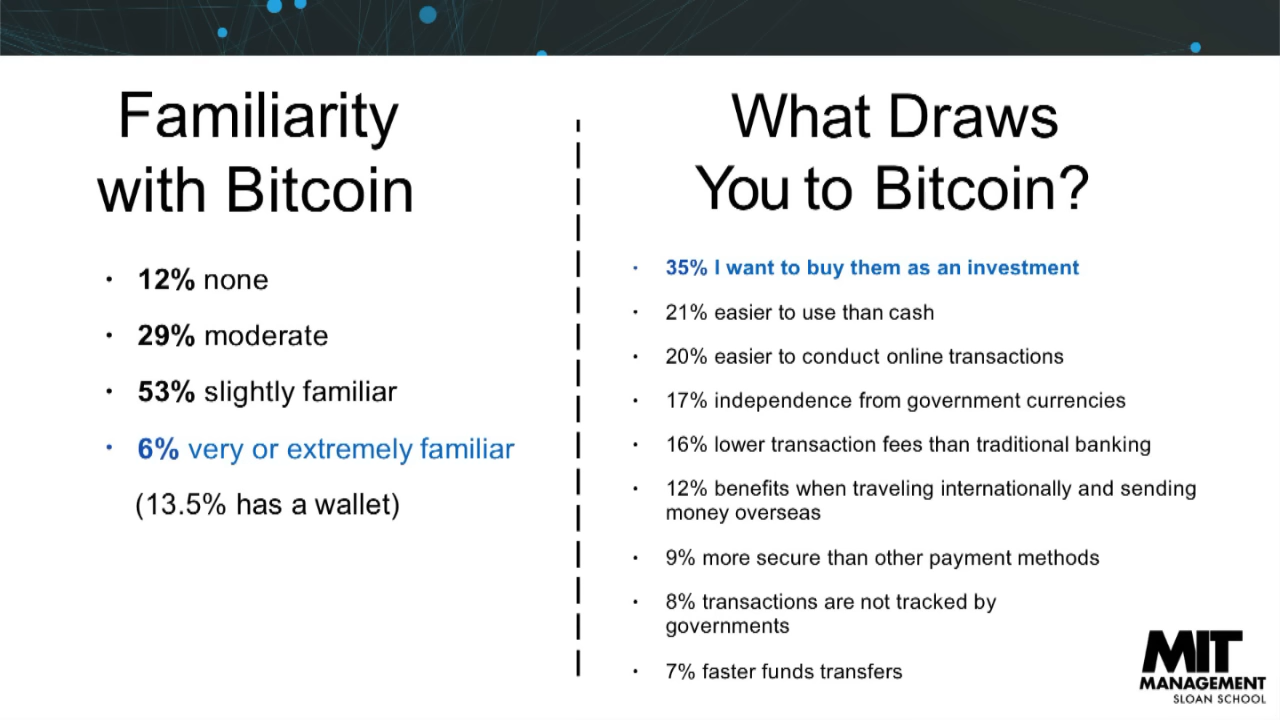 Familiarity
with Bitcoin
· 12% none
· 29% moderate
· 53% slightly familiar
· 6% very or extremely familiar
(13.5% has a wallet)
What Draws
You to Bitcoin?
· 35% I want to buy them as an investment
· 21% easier to use than cash
· 20% easier to conduct online transactions
· 17% independence from government currencies
· 16% lower transaction fees than traditional banking
· 12% benefits when traveling internationally and sending
money overseas
· 9% more secure than other payment methods
· 8% transactions are not tracked by
governments
· 7% faster funds transfers
MIT
MANAGEMENT
SLOAN SCHOOL